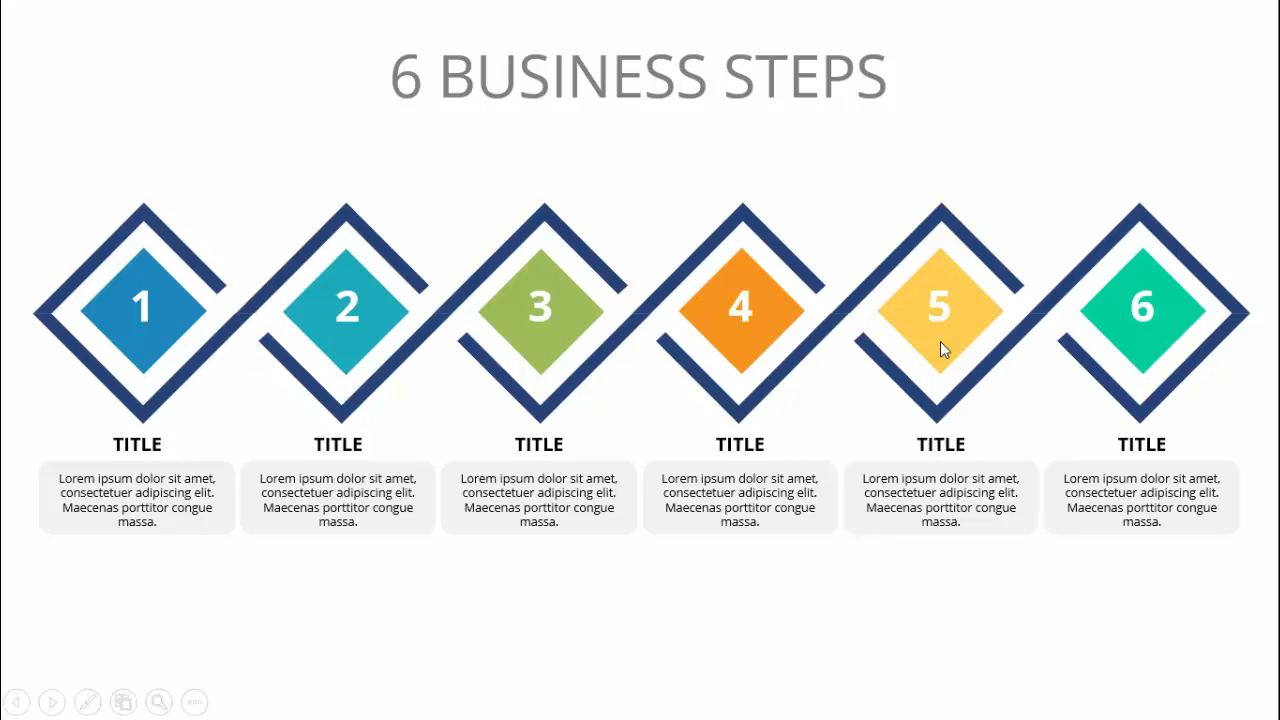 6 BUSINESS STEPS
1 2 3 4 5 6
TITLE TITLE TITLE TITLE TITLE TITLE
Lorem ipsum dolor sit amet,
consectetuer adipiscing elit.
Maecenas porttitor congue
massa.
Lorem ipsum dolor sit amet,
consectetuer adipiscing elit.
Maecenas porttitor congue
massa.
Lorem ipsum dolor sit amet,
consectetuer adipiscing elit.
Maecenas porttitor congue
massa.
Lorem ipsum dolor sit amet,
consectetuer adipiscing elit.
Maecenas porttitor congue
massa.
Lorem ipsum dolor sit amet,
consectetuer adipiscing elit.
Maecenas porttitor congue
massa.
Lorem ipsum dolor sit amet,
consectetuer adipiscing elit.
Maecenas porttitor congue
massa.